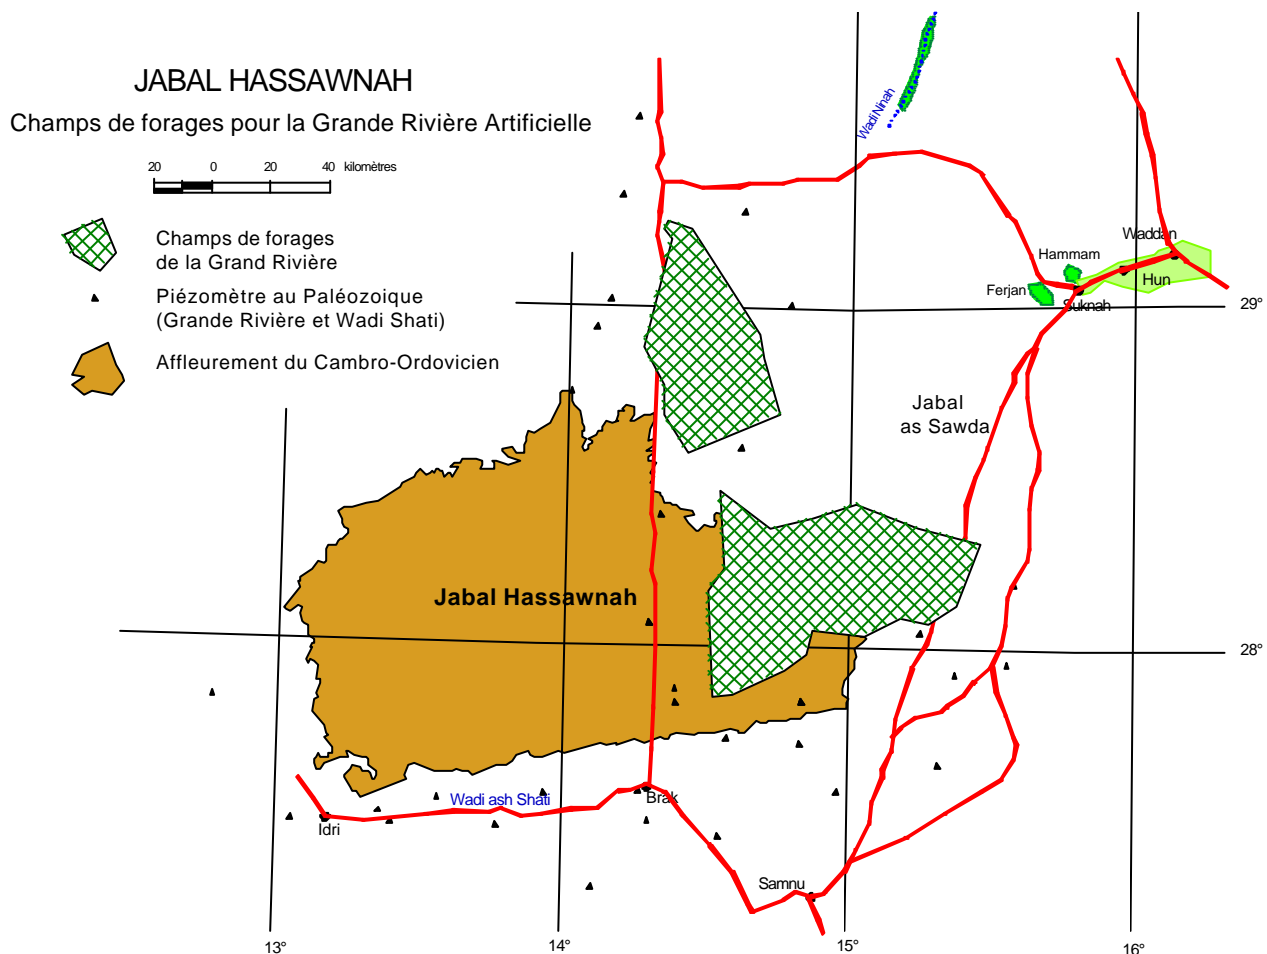 JABAL HASSAWNAH
Champs de forages pour la Grande Rivière Artificielle
20 0 20 40 kilomètres
Champs de forages
de la Grand Rivière
Piézomètre au Paléozoique
(Grande Rivière et Wadi Shati)
Affleurement du Cambro-Ordovicien
Wadi Ninah
Waddan
Hammam
Hun
Ferjan
Suknah
29°
Jabal
as Sawda
Jabal Hassawnah
28°
Wadi ash Shati
Brak
Idri
Samnu
13° 14° 15° 16°